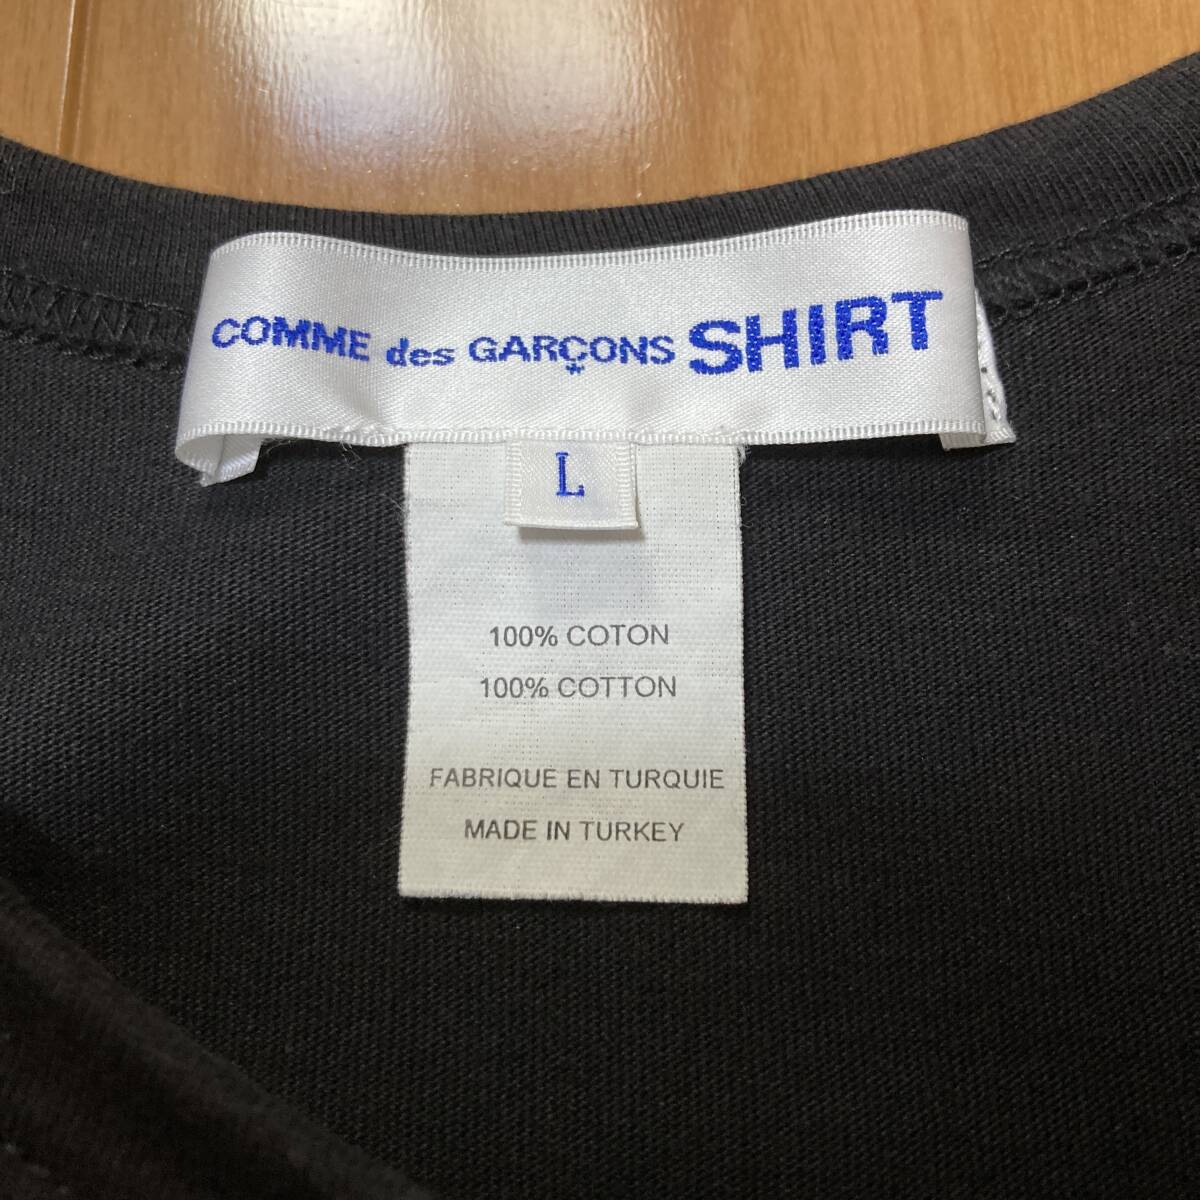 COMME des GARÇONS SHIRT
L
100% COTON
100% COTTON
FABRIQUE EN TURQUIE
MADE IN TURKEY